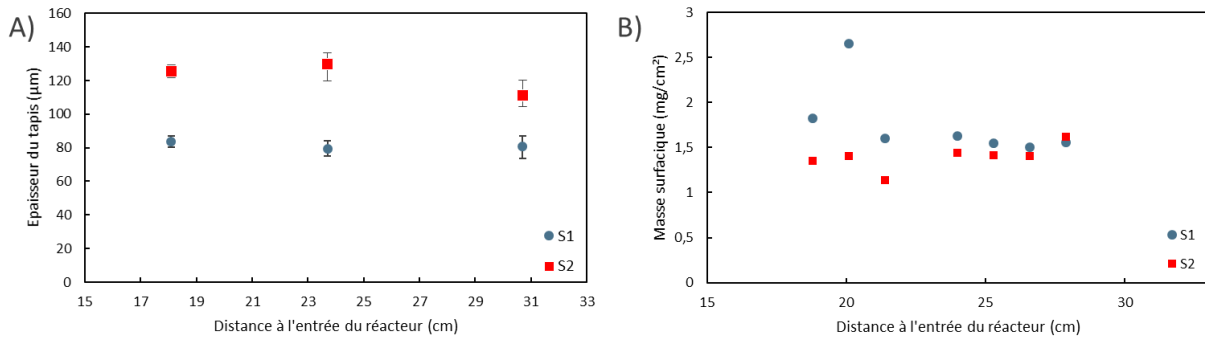 A)
Epaisseur du tapis (µm)
160
140
120
100
80
60
40
20
0
15 17 19 21 23 25 27 29 31 33
Distance à l'entrée du réacteur (cm)
S1
S2
B)
Masse surfacique (mg/cm²)
3
2,5
2
1,5
1
0,5
0
15 20 25 30
Distance à l'entrée du réacteur (cm)
S1
S2